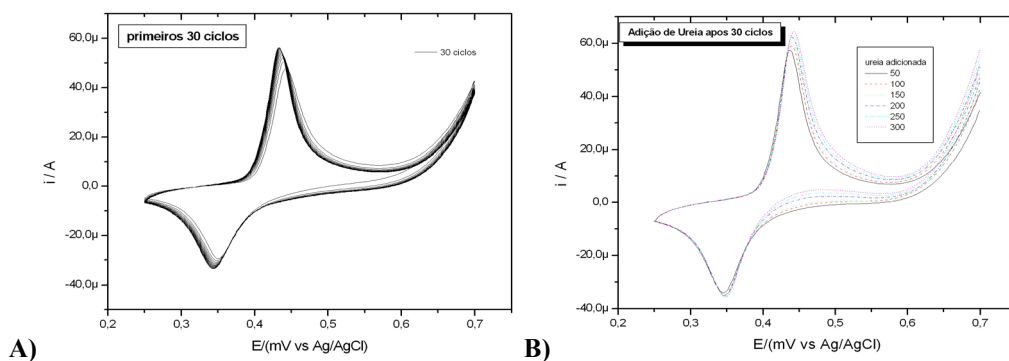 primeiros 30 ciclos
30 ciclos
60,0µ
40,0µ
20,0µ
0,0
-20,0µ
-40,0µ
i / A
0,2 0,3 0,4 0,5 0,6 0,7
E/(mV vs Ag/AgCl)
A)
Adição de Ureia apos 30 ciclos
ureia adicionada
50
100
150
200
250
300
60,0µ
40,0µ
20,0µ
0,0
-20,0µ
-40,0µ
i / A
0,2 0,3 0,4 0,5 0,6 0,7
E/(mV vs Ag/AgCl)
B)